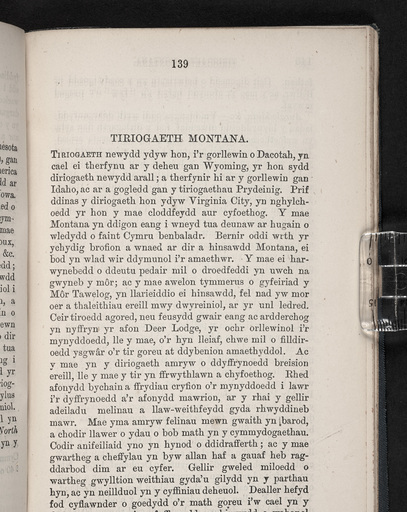 139
TIRIOGAETH MONTANA.
TIRIOGAETH newydd ydyw hon, i'r gorllewin o Dacotah, yn
cael ei therfynu ar y deheu gan Wyoming, yr hon sydd
diriogaeth newydd arall; a therfynir hi ar y gorllewin gan
Idaho, ac ar a gogledd gan y tiriogaethau Prydeinig. Prif
ddinas y diriogaeth hon ydyw Virginia City, yn nghylch-
oedd yr hon y mae cloddfeydd aur cyfoethog. Y mae
Montana yn ddigon eang i wneyd tua deunaw ar hugain o
wledydd o faint Cymru benbaladr. Bernir oddi wrth yr
ychydig brofion a wnaed ar dir a hinsawdd Montana, ei
bod yn wlad wir ddymunol i'r amaethwr. Y mae ei har-
wynebedd o ddeutu pedair mil o droedfeddi yn uwch na
gwyneb y môr; ac y mae awelon tymmerus o gyfeiriad y
Môr Tawelog, yn llarieiddio ei hinsawdd, fel nad yw mor
oer a thaleithiau ereill mwy dwyreiniol, ar yr unl ledred.
Ceir tiroedd agored, neu feusydd gwair eang ac ardderchog
yn nyffryn yr afon Deer Lodge, yr ochr orllewinol i'r
mynyddoedd, lle y mae, o'r hyn lleiaf, chwe mil o filldir-
oedd ysgwâr o'r tir goreu at ddybenion amaethyddol. Ac
y mae yn y diriogaeth amryw o ddyffrynoedd breision
ereill, lle y mae y tir yn ffrwythlawn a chyfoethog. Rhed
afonydd bychain a ffrydiau cryfion o'r mynyddoedd i lawr
i'r dyffrynoedd a'r afonydd mawrion, ar y rhai y gellir
adeiladu melinau a llaw-weithfeydd gyda rhwyddineb
mawr. Mae yma amryw felinau mewn gwaith yn barod,
a chodir llawer o ydau o bob math yn y cymmydogaethau.
Codir anifeiliaid yno yn hynod o ddidrafferth; ac y mae
gwartheg a cheffylau yn byw allan haf a gauaf heb rag-
ddarbod dim ar eu cyfer. Gellir gweled miloedd o
wartheg gwylltion weithiau gyda'u gilydd yn y parthau
hyn, ac yn neillduol yn y cyffiniau deheuol. Dealler hefyd
fod cyflawnder o goedydd o'r math goreu i'w cael yn y